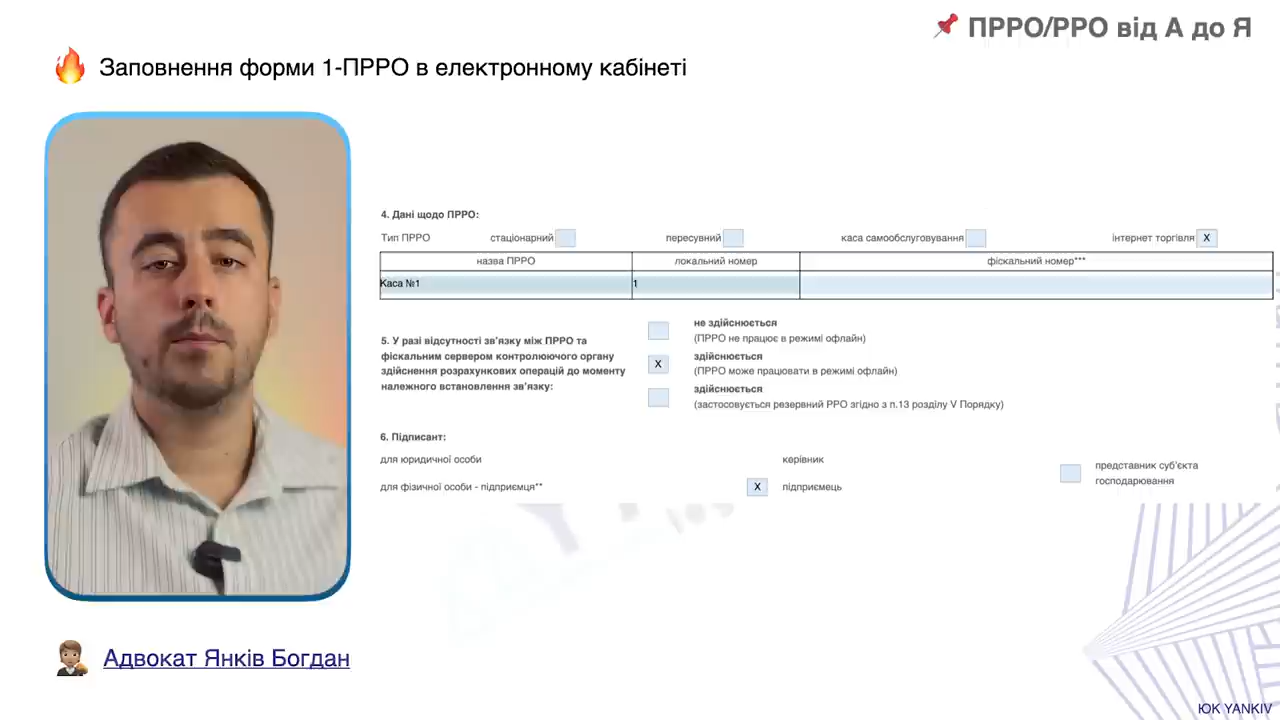 📌 ПРРО/РРО від А до Я
🔥 Заповнення форми 1-ПРРО в електронному кабінеті
4. Дані щодо ПРРО:
Тип ПРРО стаціонарний пересувний каса самообслуговування інтернет торгівля X
назва ПРРО локальний номер фіскальний номер***
Каса №1 1
5. У разі відсутності зв'язку між ПРРО та
фіскальним сервером контролюючого органу
здійснення розрахункових операцій до моменту
належного встановлення зв'язку:
не здійснюється
(ПРРО не працює в режимі офлайн)
X здійснюється
(ПРРО може працювати в режимі офлайн)
здійснюється
(застосовується резервний РРО згідно з п.13 розділу V Порядку)
6. Підписант:
для юридичної особи керівник
для фізичної особи - підприємця** X підприємець
представник суб'єкта
господарювання
Адвокат Янків Богдан
ЮК YANKIV